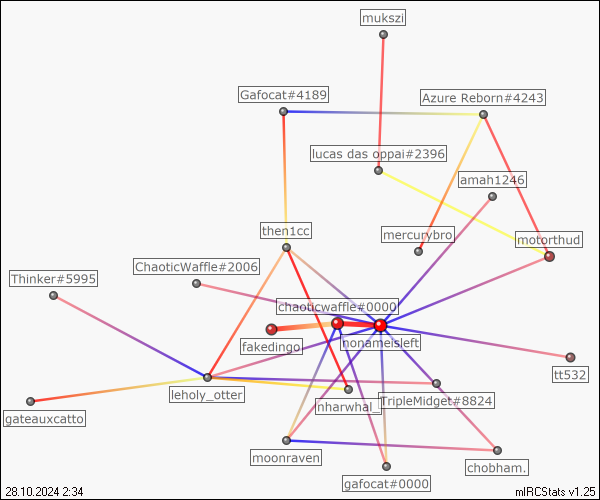 mukszi
Gafocat#4189
Azure Reborn#4243
lucas das oppai#2396
amah1246
then1cc
mercurybro
motorthud
ChaoticWaffle#2006
Thinker#5995
chaoticwaffle#0000
fakedingo
nonameisleft
tt532
leholy_otter
TripleMidget#8824
gateauxcatto
nharwhal_
moonraven
chobham.
gafocat#0000
28.10.2024 2:34
mIRCStats v1.25